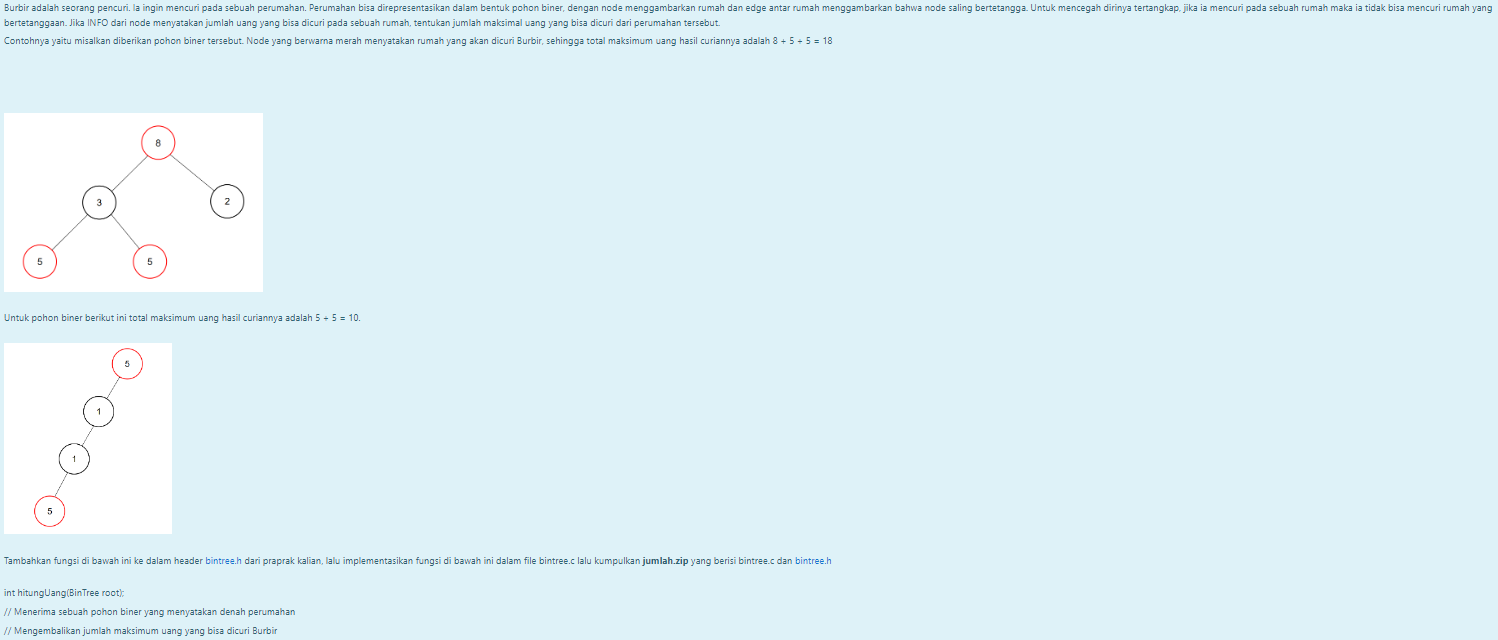 Burbir adalah seorang pencuri. Ia ingin mencuri pada sebuah perumahan. Perumahan bisa direpresentasikan dalam bentuk pohon biner, dengan node menggambarkan rumah dan edge antar rumah menggambarkan bahwa node saling bertetangga. Untuk mencegah dirinya tertangkap, jika ia mencuri pada sebuah rumah maka ia tidak bisa mencuri rumah yang
bertetanggaan. Jika INFO dari node menyatakan jumlah uang yang bisa dicuri pada sebuah rumah, tentukan jumlah maksimal uang yang bisa dicuri dari perumahan tersebut.
Contohnya yaitu misalkan diberikan pohon biner tersebut. Node yang berwarna merah menyatakan rumah yang akan dicuri Burbir, sehingga total maksimum uang hasil curiannya adalah 8 + 5 + 5 = 18
8
3
2
5
5
Untuk pohon biner berikut ini total maksimum uang hasil curiannya adalah 5 + 5 = 10.
5
1
1
5
Tambahkan fungsi di bawah ini ke dalam header bintree.h dari praprak kalian, lalu implementasikan fungsi di bawah ini dalam file bintree.c lalu kumpulkan jumlah.zip yang berisi bintree.c dan bintree.h
int hitungUang(BinTree root);
// Menerima sebuah pohon biner yang menyatakan denah perumahan
// Mengembalikan jumlah maksimum uang yang bisa dicuri Burbir